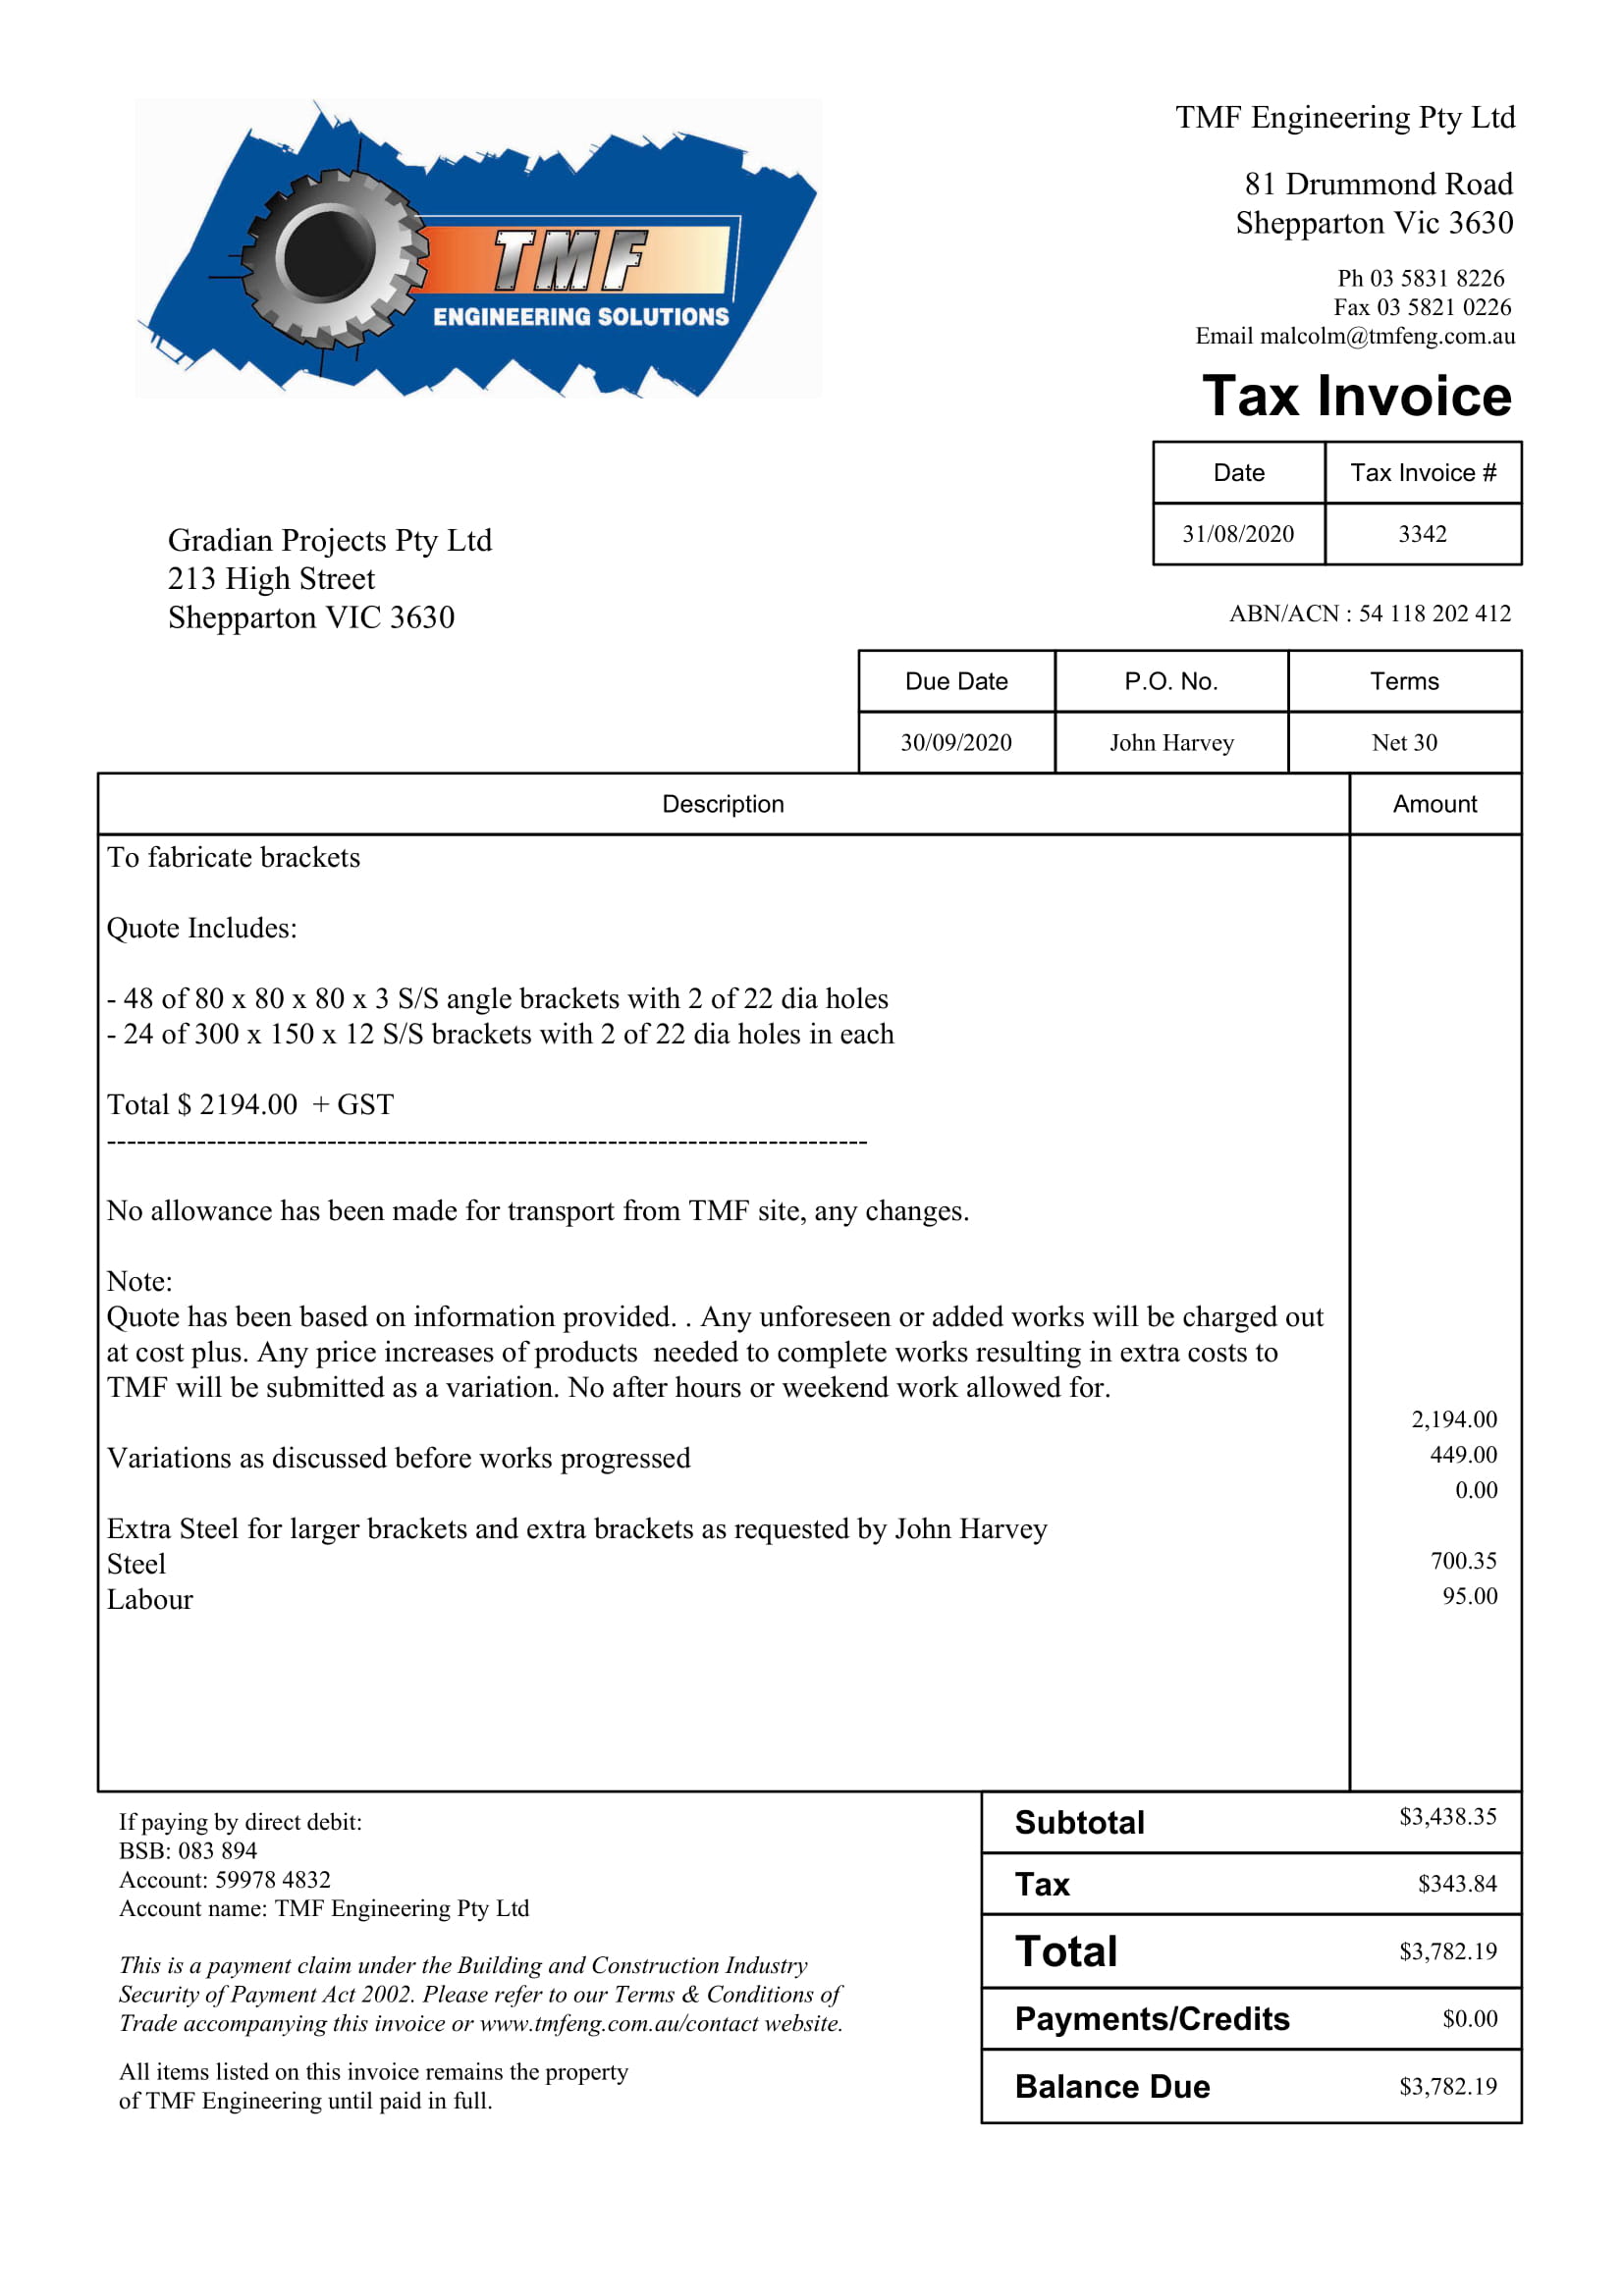 TMF
ENGINEERING SOLUTIONS
TMF Engineering Pty Ltd
81 Drummond Road
Shepparton Vic 3630
Ph 03 5831 8226
Fax 03 5821 0226
Email malcolm@tmfeng.com.au
Tax Invoice
Date Tax Invoice #
31/08/2020 3342
Gradian Projects Pty Ltd
213 High Street
Shepparton VIC 3630
ABN/ACN : 54 118 202 412
Due Date P.O. No. Terms
30/09/2020 John Harvey Net 30
Description Amount
To fabricate brackets
Quote Includes:
- 48 of 80 x 80 x 80 x 3 S/S angle brackets with 2 of 22 dia holes
- 24 of 300 x 150 x 12 S/S brackets with 2 of 22 dia holes in each
Total $ 2194.00  + GST
----------------------------------------------------------------------------
No allowance has been made for transport from TMF site, any changes.
Note:
Quote has been based on information provided. . Any unforeseen or added works will be charged out
at cost plus. Any price increases of products  needed to complete works resulting in extra costs to
TMF will be submitted as a variation. No after hours or weekend work allowed for.
2,194.00
Variations as discussed before works progressed 449.00
0.00
Extra Steel for larger brackets and extra brackets as requested by John Harvey
Steel 700.35
Labour 95.00
If paying by direct debit:
BSB: 083 894
Account: 59978 4832
Account name: TMF Engineering Pty Ltd
This is a payment claim under the Building and Construction Industry
Security of Payment Act 2002. Please refer to our Terms & Conditions of
Trade accompanying this invoice or www.tmfeng.com.au/contact website.
All items listed on this invoice remains the property
of TMF Engineering until paid in full.
Subtotal $3,438.35
Tax $343.84
Total $3,782.19
Payments/Credits $0.00
Balance Due $3,782.19